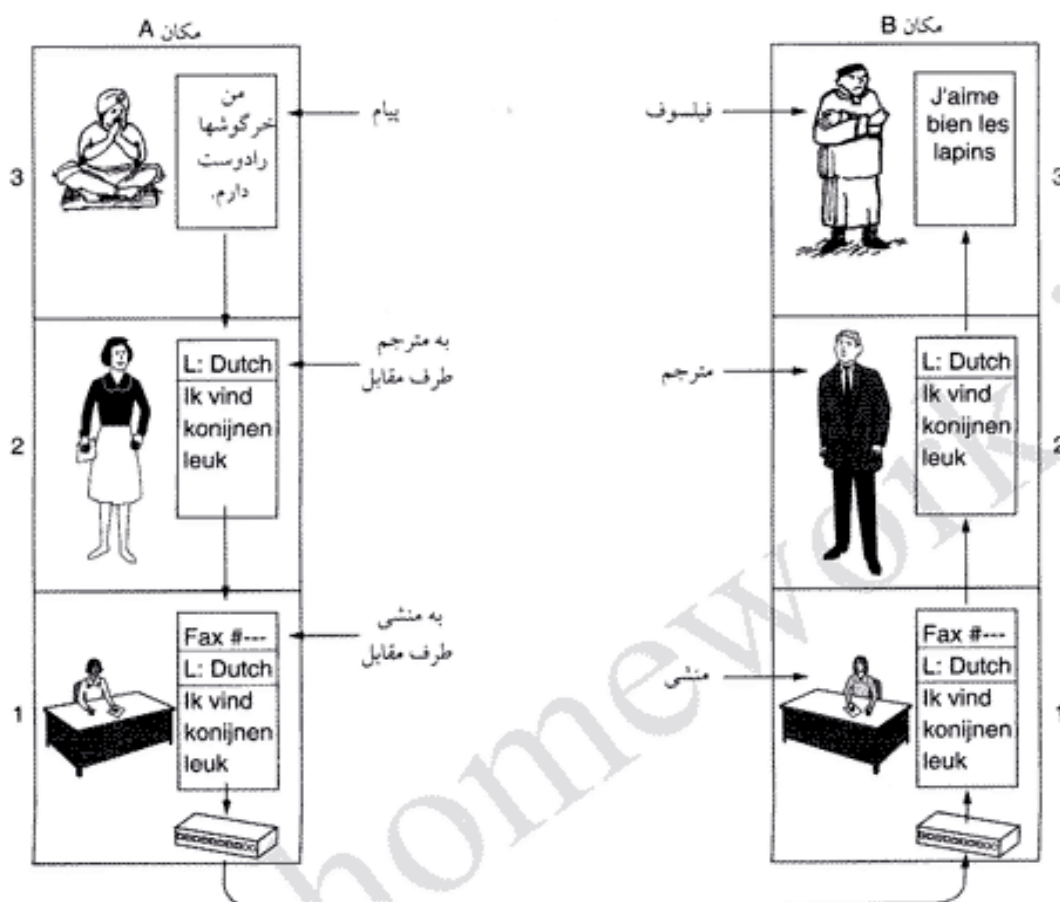 مکان A
مکان B
من
خرگوشها
رادوست
دارم.
پیام
فیلسوف
J'aime
bien les
lapins
3
3
L: Dutch
Ik vind
konijnen
leuk
به مترجم
طرف مقابل
مترجم
L: Dutch
Ik vind
konijnen
leuk
2
2
Fax #---
L: Dutch
Ik vind
konijnen
leuk
به منشی
طرف مقابل
منشی
Fax #---
L: Dutch
Ik vind
konijnen
leuk
1
1
homework.